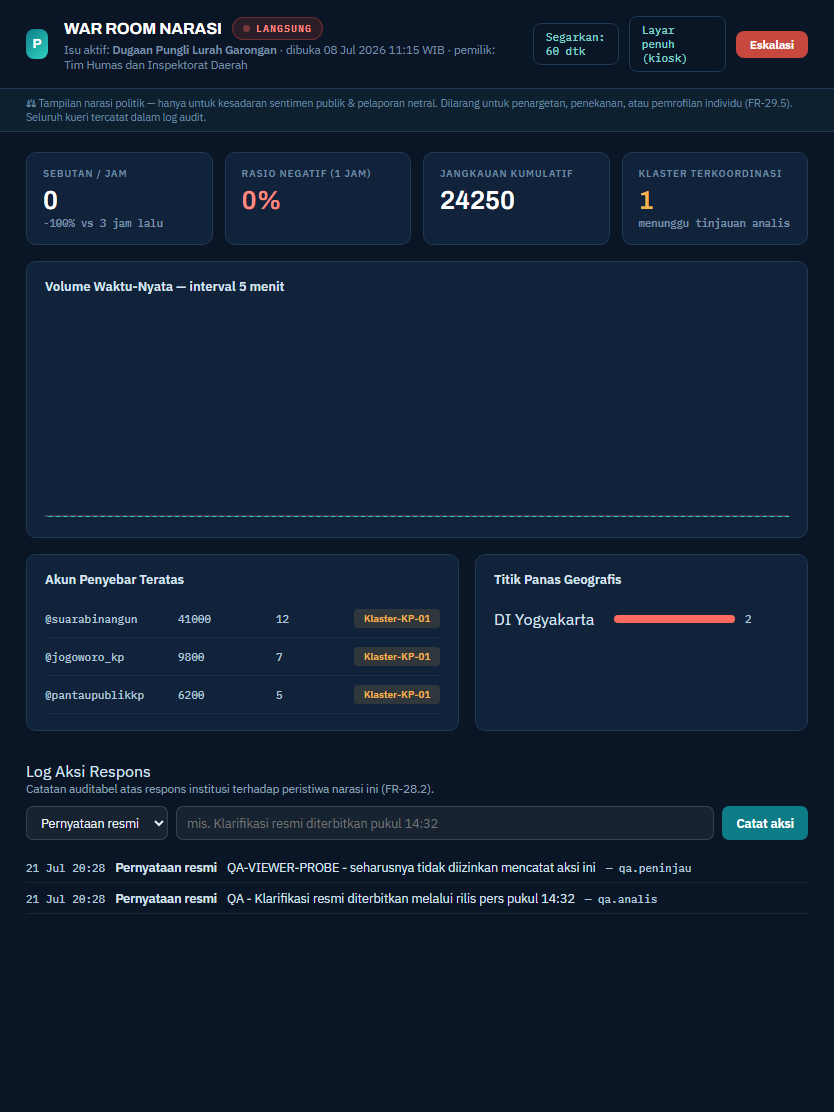 P
WAR ROOM NARASI
LANGSUNG
Isu aktif: Dugaan Pungli Lurah Garongan · dibuka 08 Jul 2026 11:15 WIB · pemilik:
Tim Humas dan Inspektorat Daerah
Segarkan:
60 dtk
Layar
penuh
(kiosk)
Eskalasi
⚖ Tampilan narasi politik — hanya untuk kesadaran sentimen publik & pelaporan netral. Dilarang untuk penargetan, penekanan, atau pemrofilan individu (FR-29.5).
Seluruh kueri tercatat dalam log audit.
SEBUTAN / JAM
0
-100% vs 3 jam lalu
RASIO NEGATIF (1 JAM)
0%
JANGKAUAN KUMULATIF
24250
KLASTER TERKOORDINASI
1
menunggu tinjauan analis
Volume Waktu-Nyata — interval 5 menit
Akun Penyebar Teratas
@suarabinangun 41000 12 Klaster-KP-01
@jogoworo_kp 9800 7 Klaster-KP-01
@pantaupublikkp 6200 5 Klaster-KP-01
Titik Panas Geografis
DI Yogyakarta 2
Log Aksi Respons
Catatan auditabel atas respons institusi terhadap peristiwa narasi ini (FR-28.2).
Pernyataan resmi
mis. Klarifikasi resmi diterbitkan pukul 14:32
Catat aksi
21 Jul 20:28 Pernyataan resmi QA-VIEWER-PROBE - seharusnya tidak diizinkan mencatat aksi ini — qa.peninjau
21 Jul 20:28 Pernyataan resmi QA - Klarifikasi resmi diterbitkan melalui rilis pers pukul 14:32 — qa.analis